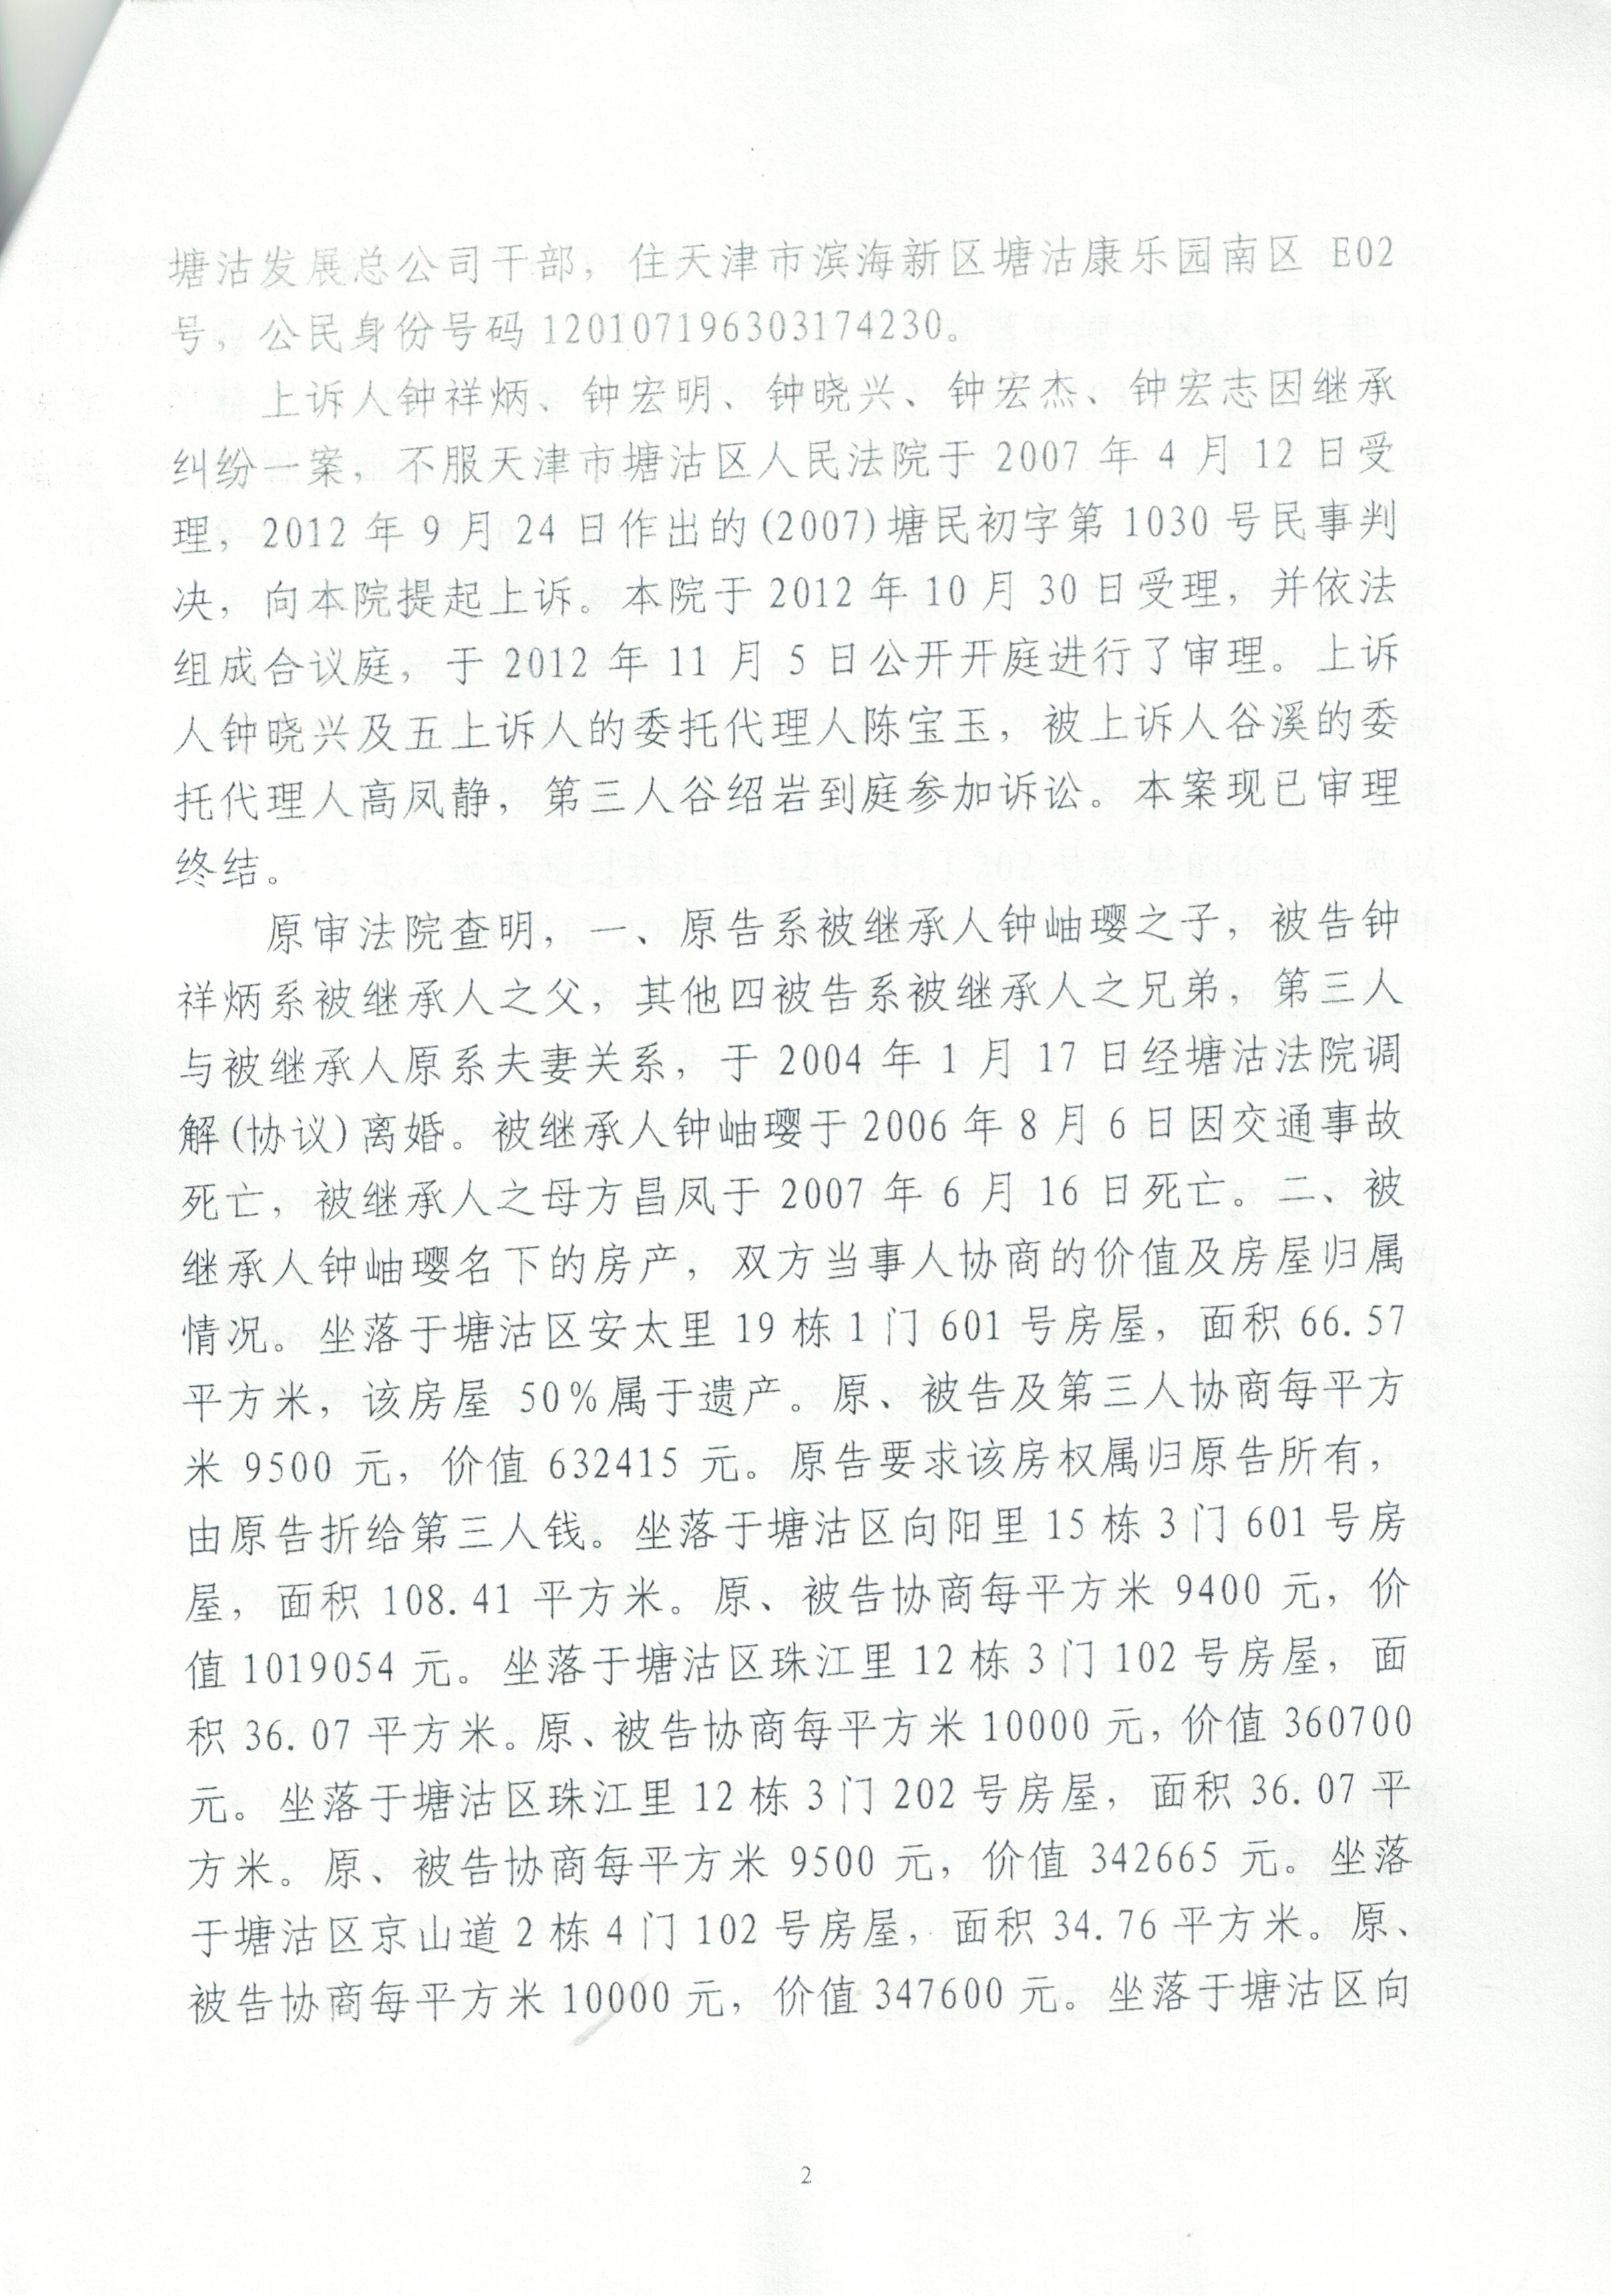 塘沽发展总公司干部，住天津市滨海新区塘沽康乐园南区 E02
号，公民身份号码120107196303174230。
上诉人钟祥炳、钟宏明、钟晓兴、钟宏杰、钟宏志因继承
纠纷一案，不服天津市塘沽区人民法院于 2007 年 4 月 12 日受
理，2012 年 9 月 24 日作出的(2007)塘民初字第 1030 号民事判
决，向本院提起上诉。本院于 2012 年 10 月 30 日受理，并依法
组成合议庭，于 2012 年 11 月 5 日公开开庭进行了审理。上诉
人钟晓兴及五上诉人的委托代理人陈宝玉，被上诉人谷溪的委
托代理人高凤静，第三人谷绍岩到庭参加诉讼。本案现已审理
终结。
原审法院查明，一、原告系被继承人钟岫璎之子，被告钟
祥炳系被继承人之父，其他四被告系被继承人之兄弟，第三人
与被继承人原系夫妻关系，于 2004 年 1 月 17 日经塘沽法院调
解(协议)离婚。被继承人钟岫璎于 2006 年 8 月 6 日因交通事故
死亡，被继承人之母方昌凤于 2007 年 6 月 16 日死亡。二、被
继承人钟岫璎名下的房产，双方当事人协商的价值及房屋归属
情况。坐落于塘沽区安太里 19 栋 1 门 601 号房屋，面积 66.57
平方米，该房屋 50%属于遗产。原、被告及第三人协商每平方
米 9500 元，价值 632415 元。原告要求该房权属归原告所有，
由原告折给第三人钱。坐落于塘沽区向阳里 15 栋 3 门 601 号房
屋，面积 108.41 平方米。原、被告协商每平方米 9400 元，价
值 1019054 元。坐落于塘沽区珠江里 12 栋 3 门 102 号房屋，面
积 36.07 平方米。原、被告协商每平方米 10000 元，价值 360700
元。坐落于塘沽区珠江里 12 栋 3 门 202 号房屋，面积 36.07 平
方米。原、被告协商每平方米 9500 元，价值 342665 元。坐落
于塘沽区京山道 2 栋 4 门 102 号房屋，面积 34.76 平方米。原、
被告协商每平方米 10000 元，价值 347600 元。坐落于塘沽区向
2